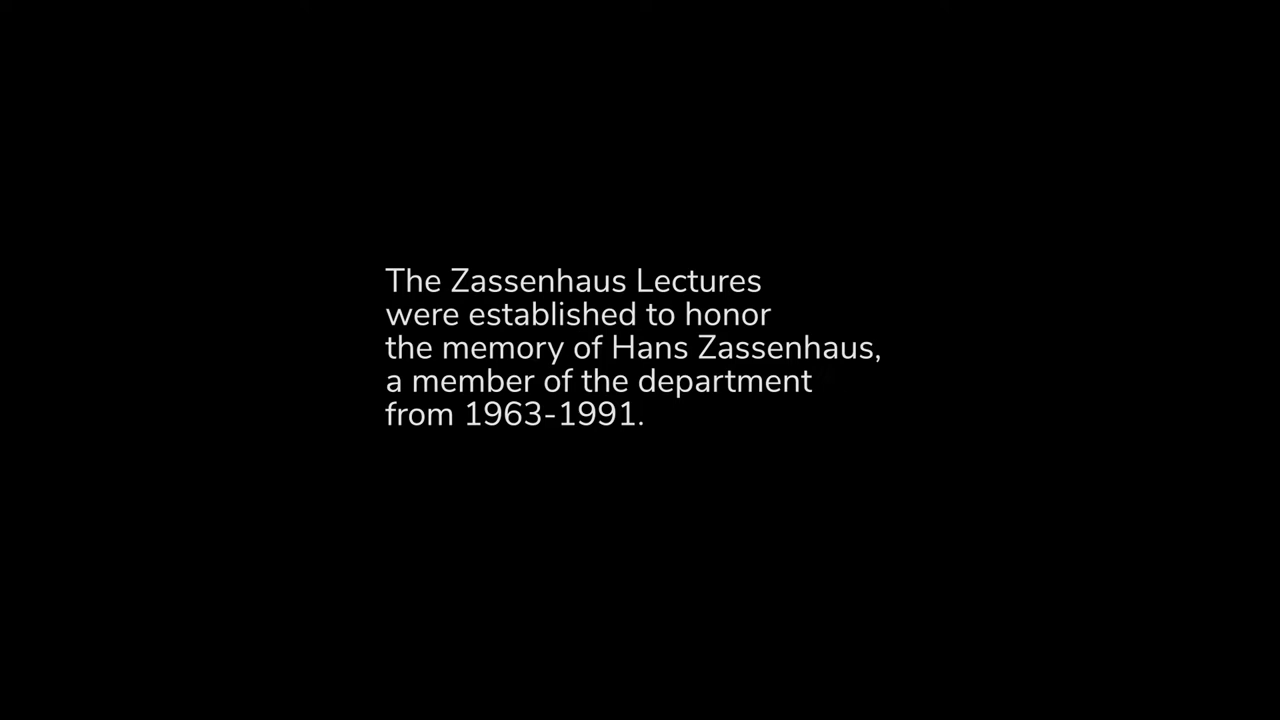 The Zassenhaus Lectures
were established to honor
the memory of Hans Zassenhaus,
a member of the department
from 1963-1991.